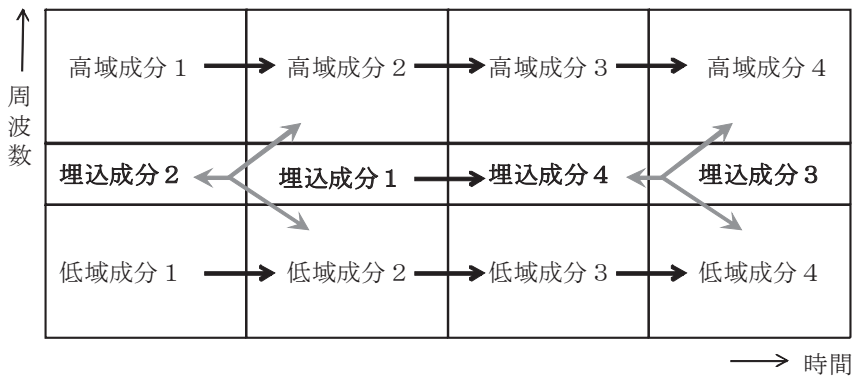 周波数
高域成分1 高域成分2 高域成分3 高域成分4
埋込成分2 埋込成分1 埋込成分4 埋込成分3
低域成分1 低域成分2 低域成分3 低域成分4
時間